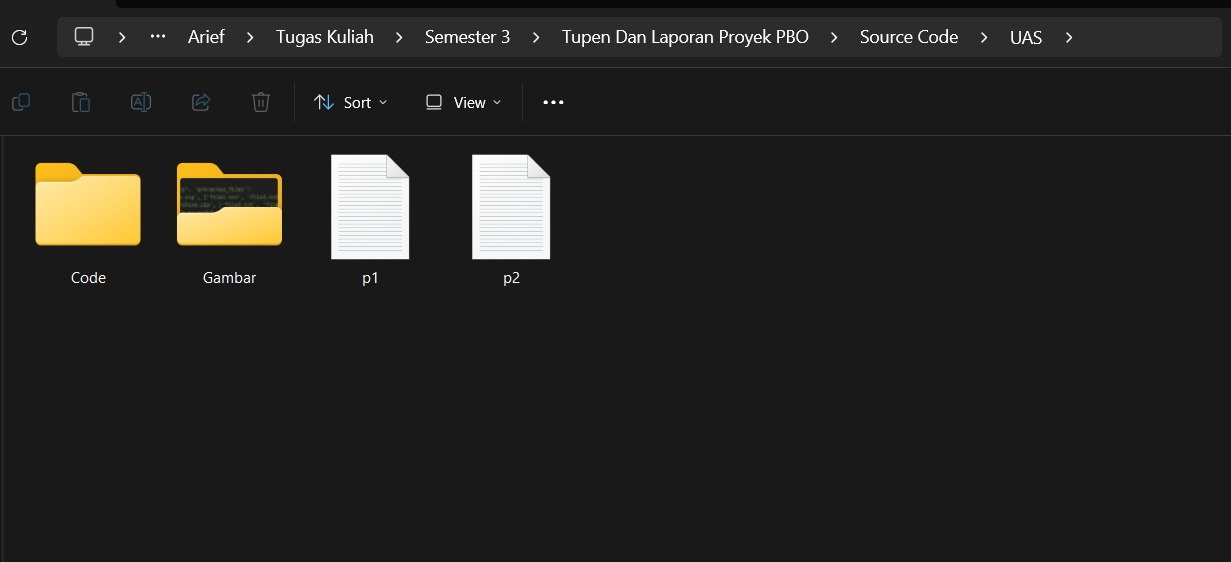 Arief > Tugas Kuliah > Semester 3 > Tupen Dan Laporan Proyek PBO > Source Code > UAS >
Sort View
Code Gambar p1 p2